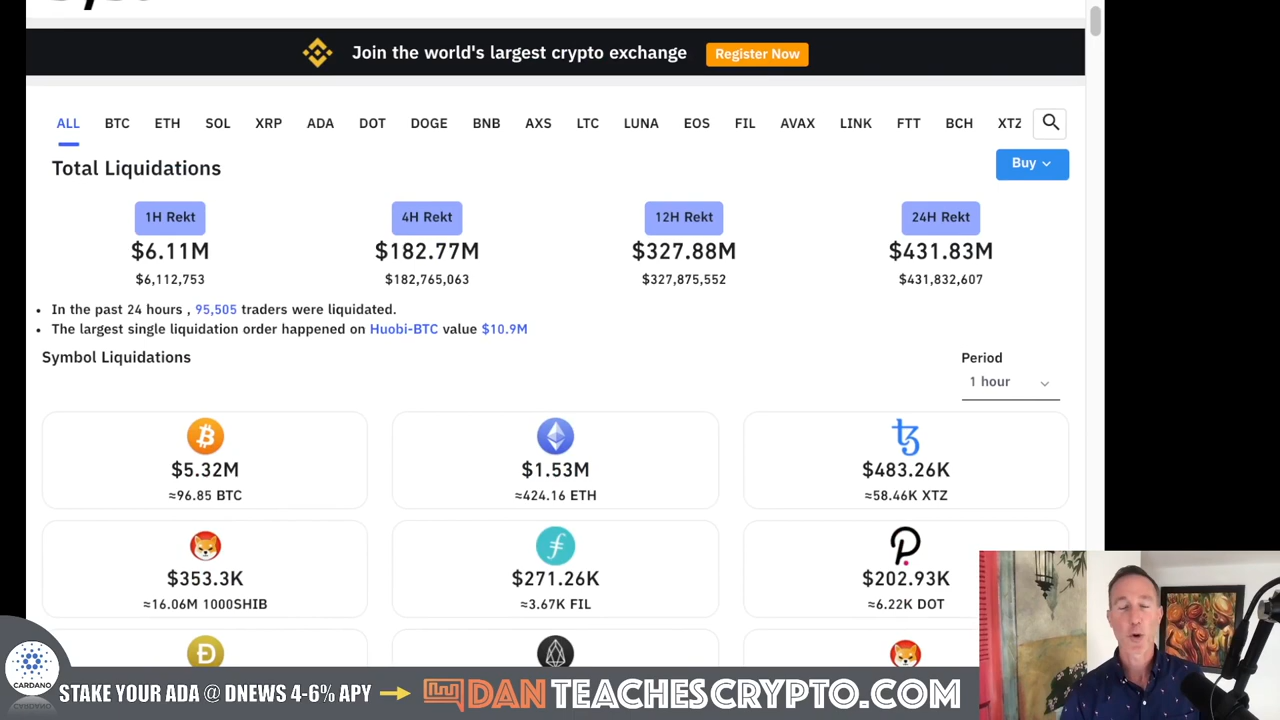 Join the world's largest crypto exchange Register Now
ALL BTC ETH SOL XRP ADA DOT DOGE BNB AXS LTC LUNA EOS FIL AVAX LINK FTT BCH XTZ
Total Liquidations
Buy
1H Rekt 4H Rekt 12H Rekt 24H Rekt
$6.11M $182.77M $327.88M $431.83M
$6,112,753 $182,765,063 $327,875,552 $431,832,607
In the past 24 hours , 95,505 traders were liquidated.
The largest single liquidation order happened on Huobi-BTC value $10.9M
Symbol Liquidations
Period
1 hour
$5.32M $1.53M $483.26K
≈96.85 BTC ≈424.16 ETH ≈58.46K XTZ
$353.3K $271.26K $202.93K
≈16.06M 1000SHIB ≈3.67K FIL ≈6.22K DOT
CARDANO
STAKE YOUR ADA @ DNEWS 4-6% APY DANTEACHESCRYPTO.COM